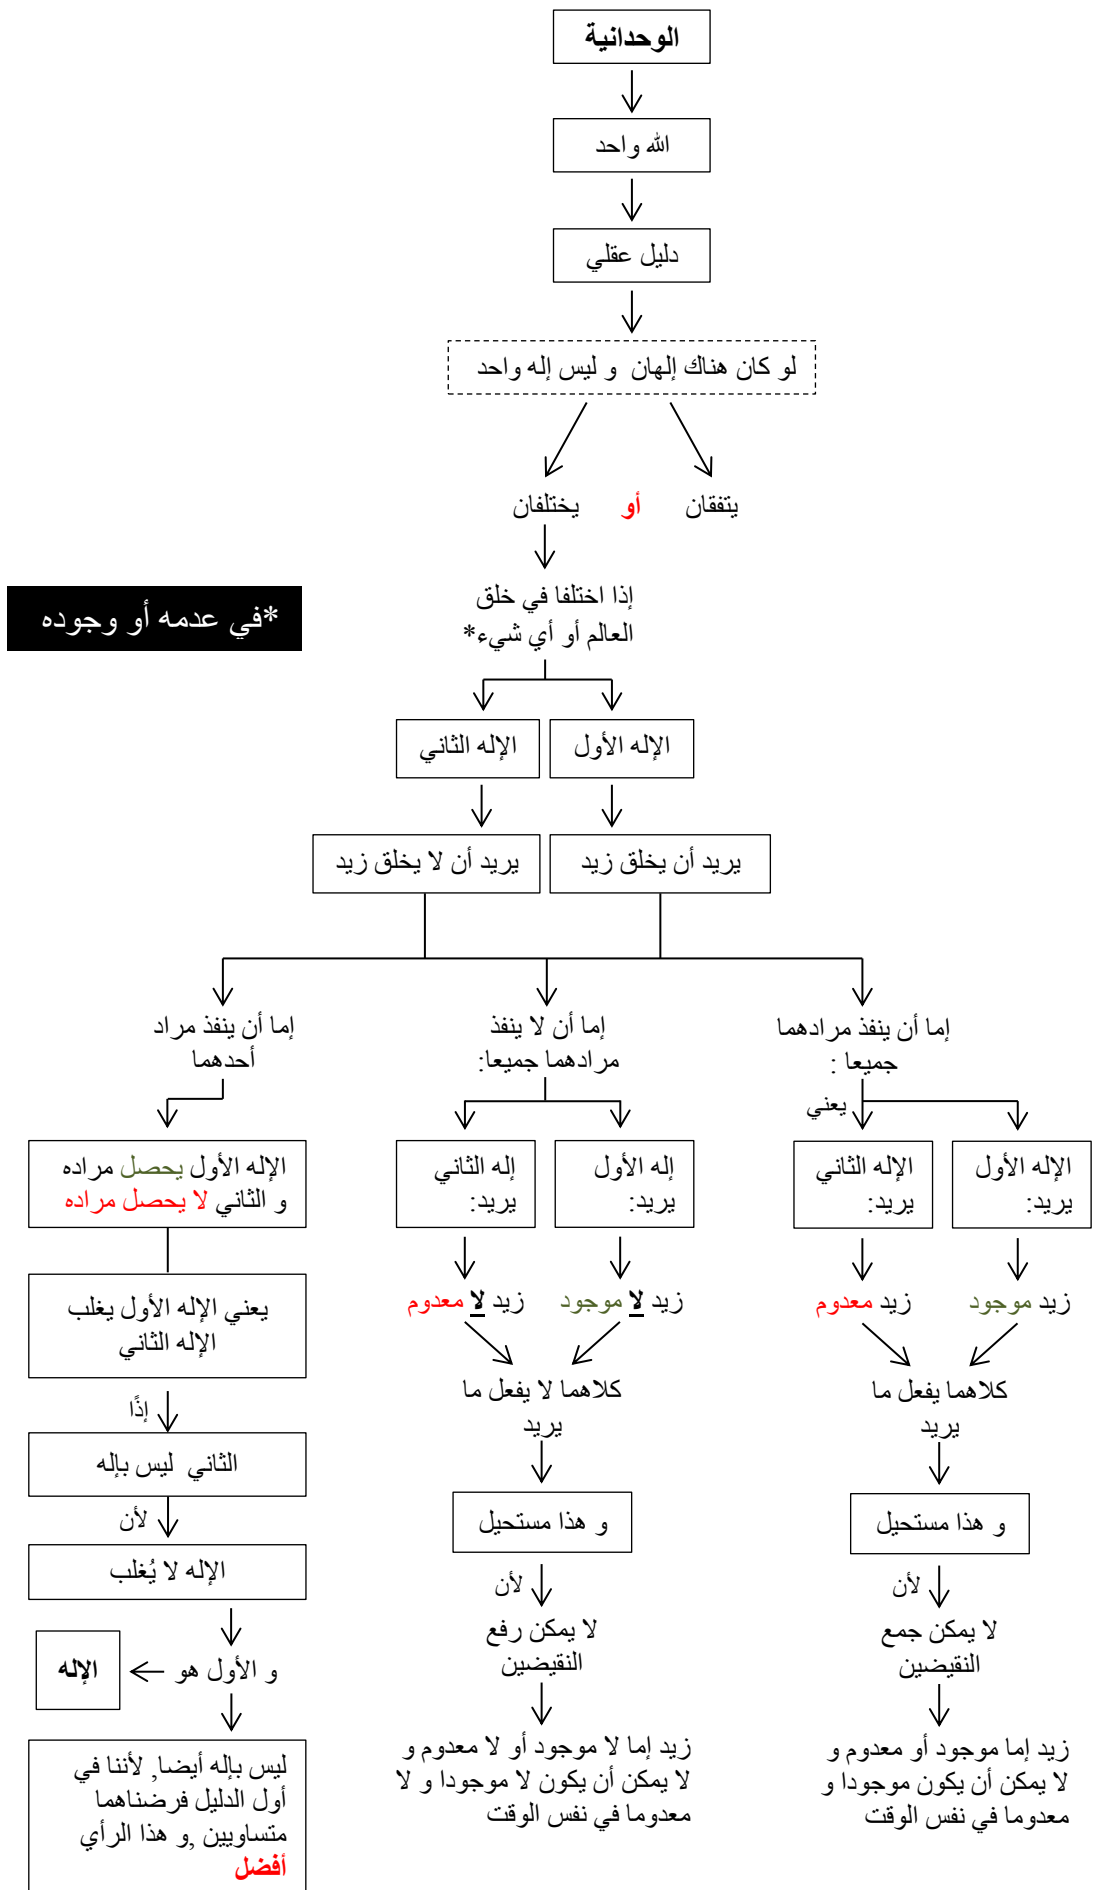 الوحدانية
الله واحد
دليل عقلي
لو كان هناك إلهان و ليس إله واحد
يتفقان أو يختلفان
إذا اختلفا في خلق
العالم أو أي شيء*
*في عدمه أو وجوده
الإله الأول
الإله الثاني
يريد أن يخلق زيد
يريد أن لا يخلق زيد
إما أن ينفذ مرادهما
جميعا :
يعني
الإله الأول
يريد:
الإله الثاني
يريد:
زيد موجود
زيد معدوم
كلاهما يفعل ما
يريد
و هذا مستحيل
لأن
لا يمكن جمع
النقيضين
زيد إما موجود أو معدوم و
لا يمكن أن يكون موجودا و
معدوما في نفس الوقت
إما أن لا ينفذ
مرادهما جميعا:
إله الأول
يريد:
إله الثاني
يريد:
زيد لا موجود
زيد لا معدوم
كلاهما لا يفعل ما
يريد
و هذا مستحيل
لأن
لا يمكن رفع
النقيضين
زيد إما لا موجود أو لا معدوم و
لا يمكن أن يكون لا موجودا و لا
معدوما في نفس الوقت
إما أن ينفذ مراد
أحدهما
الإله الأول يحصل مراده
و الثاني لا يحصل مراده
يعني الإله الأول يغلب
الإله الثاني
إذًا
الثاني ليس بإله
لأن
الإله لا يُغلب
و الأول هو
الإله
ليس بإله أيضا, لأننا في
أول الدليل فرضناهما
متساويين ,و هذا الرأي
أفضل